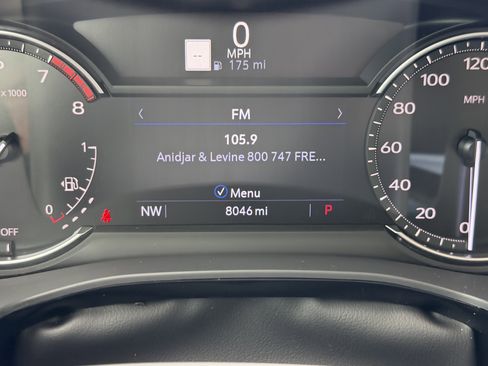 0
MPH
--
175 mi
FM
105.9
Anidjar & Levine 800 747 FRE...
Menu
NW
8046 mi
P
7
8
x1000
1
0
OFF
120
100
80
60
40
20
0
MPH